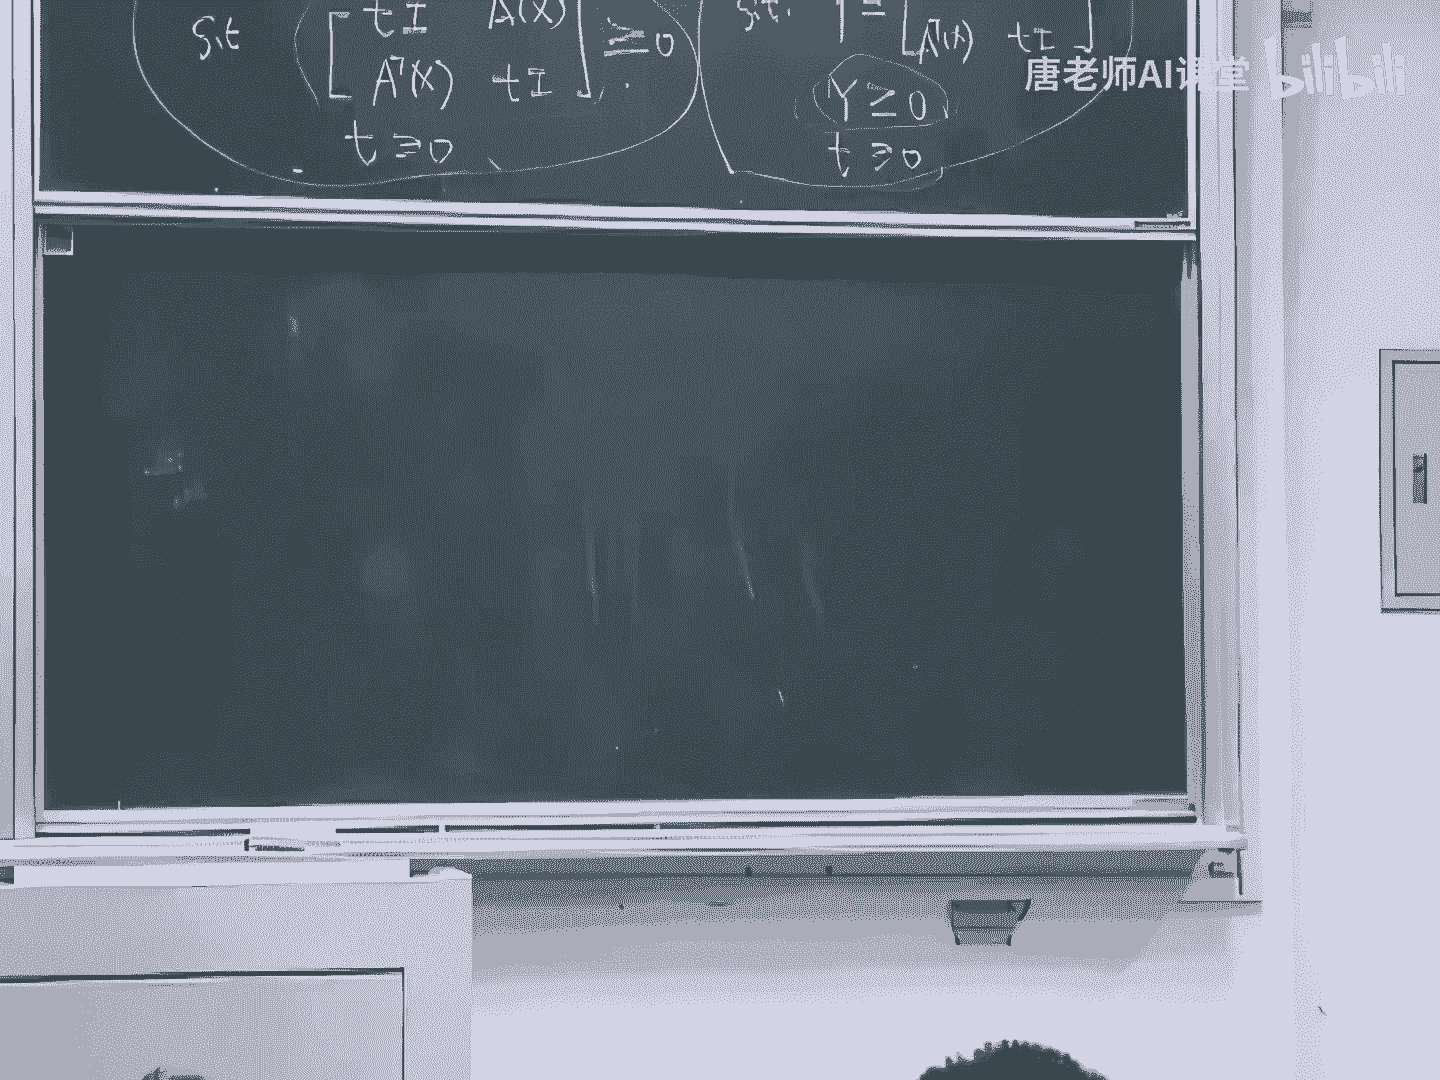 s.t [ tI A(X)
Aᵀ(X) tI ] ≥ 0
t ≥ 0
s.t. Y = [
Aᵀ(X) tI ]
Y ≥ 0
t ≥ 0
唐老师AI课堂 bilibili